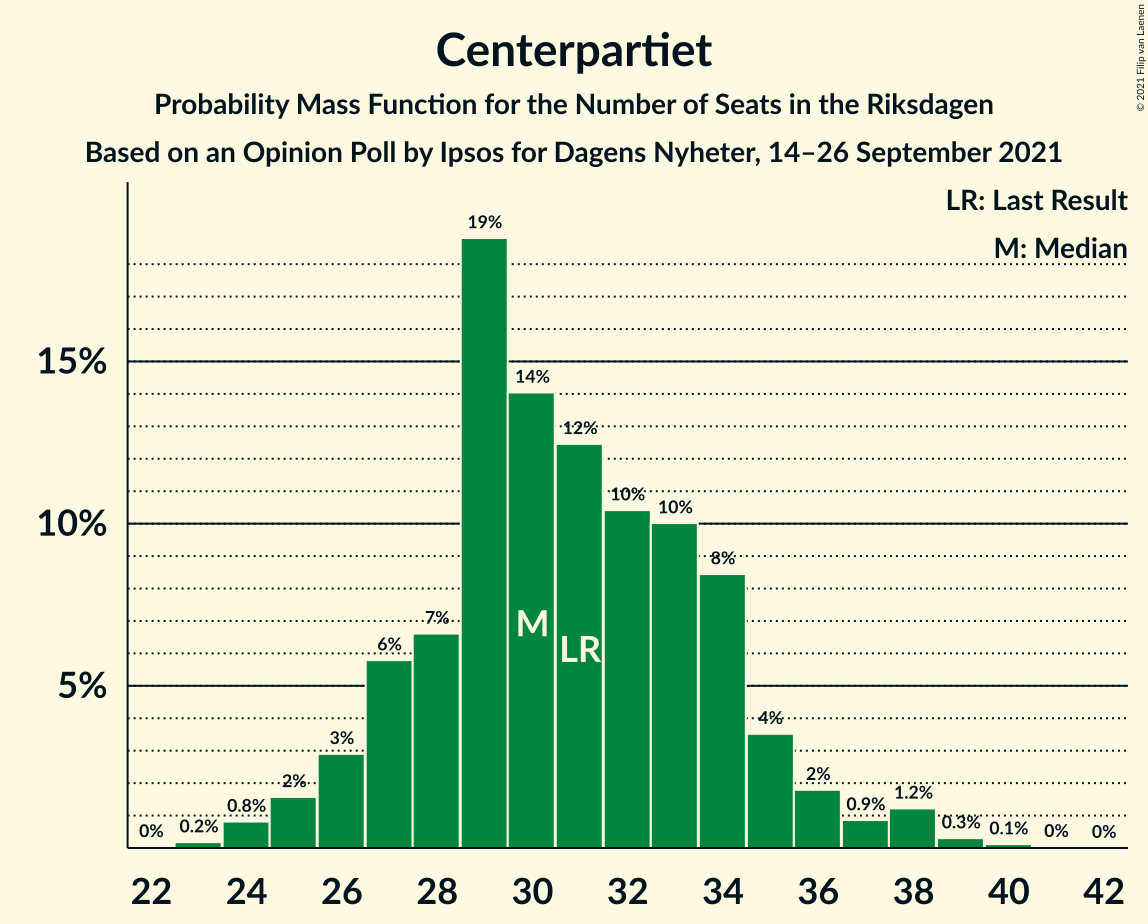 Centerpartiet
Probability Mass Function for the Number of Seats in the Riksdagen
Based on an Opinion Poll by Ipsos for Dagens Nyheter, 14–26 September 2021
© 2021 Filip van Laenen
LR: Last Result
M: Median
15%
10%
5%
0%
0.2%
0.8%
2%
3%
6%
7%
19%
14%
12%
10%
10%
8%
4%
2%
0.9%
1.2%
0.3%
0.1%
0%
0%
M
LR
22 24 26 28 30 32 34 36 38 40 42